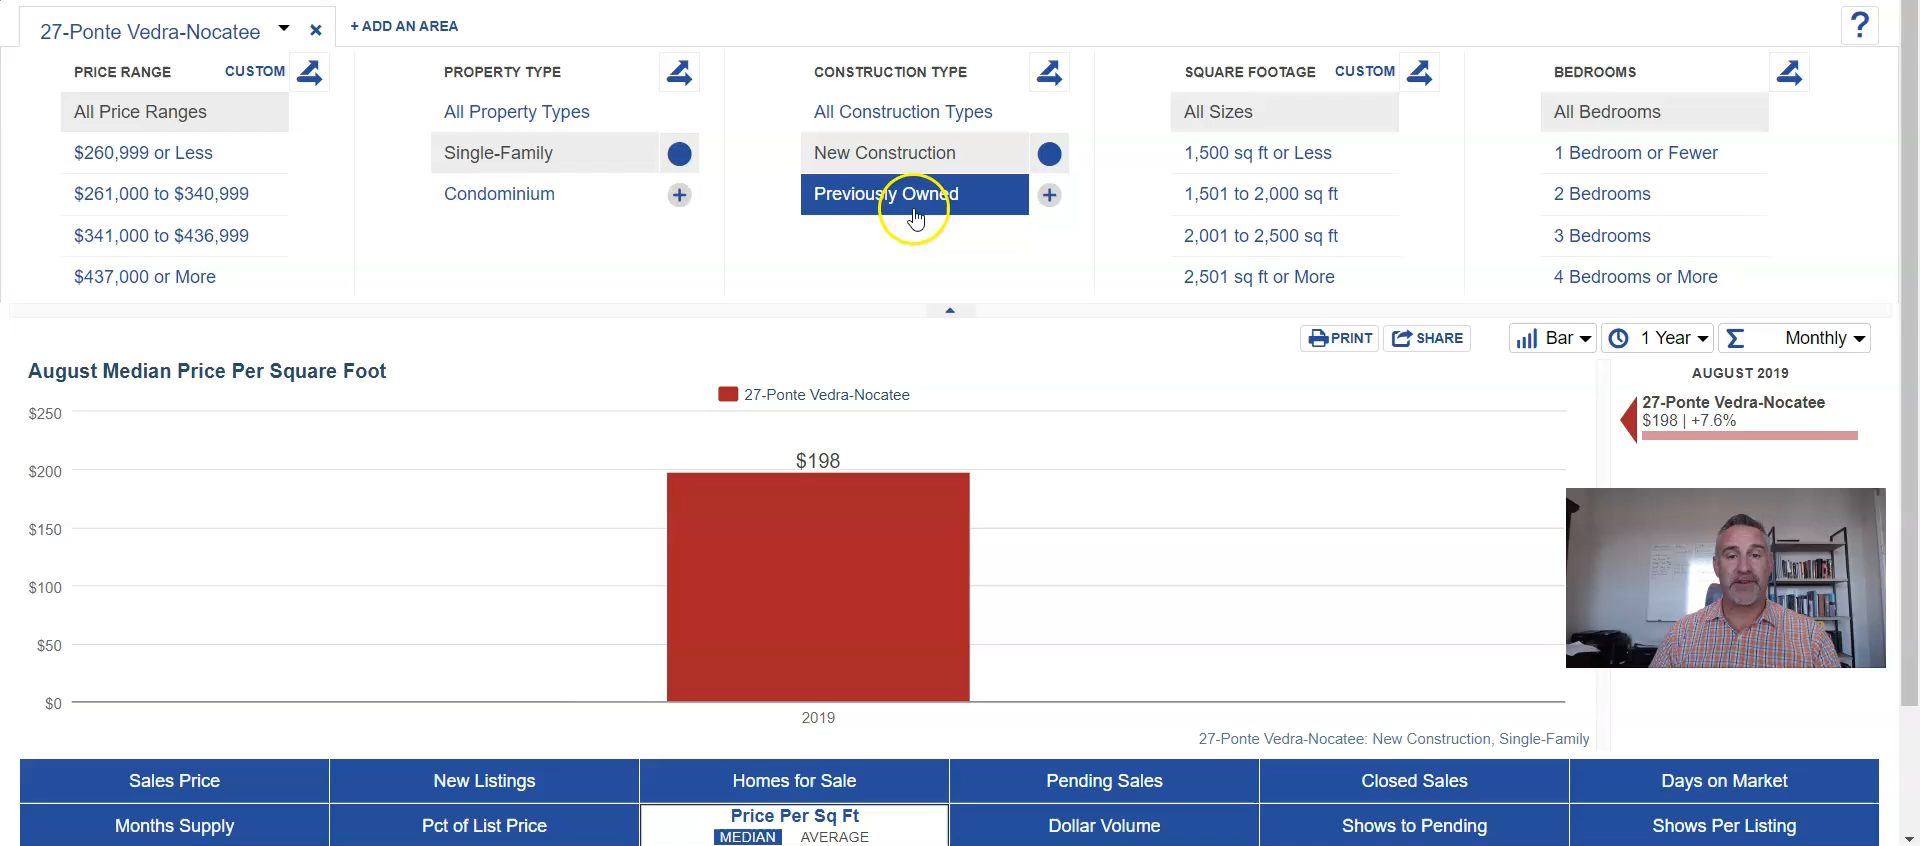 27-Ponte Vedra-Nocatee
+ ADD AN AREA
?
PRICE RANGE CUSTOM
All Price Ranges
$260,999 or Less
$261,000 to $340,999
$341,000 to $436,999
$437,000 or More
PROPERTY TYPE
All Property Types
Single-Family
Condominium
CONSTRUCTION TYPE
All Construction Types
New Construction
Previously Owned
SQUARE FOOTAGE CUSTOM
All Sizes
1,500 sq ft or Less
1,501 to 2,000 sq ft
2,001 to 2,500 sq ft
2,501 sq ft or More
BEDROOMS
All Bedrooms
1 Bedroom or Fewer
2 Bedrooms
3 Bedrooms
4 Bedrooms or More
PRINT SHARE Bar 1 Year Σ Monthly
August Median Price Per Square Foot
27-Ponte Vedra-Nocatee
$250
$200
$150
$100
$50
$0
$198
2019
27-Ponte Vedra-Nocatee: New Construction, Single-Family
AUGUST 2019
27-Ponte Vedra-Nocatee
$198 | +7.6%
Sales Price New Listings Homes for Sale Pending Sales Closed Sales Days on Market
Months Supply Pct of List Price Price Per Sq Ft Dollar Volume Shows to Pending Shows Per Listing
MEDIAN AVERAGE